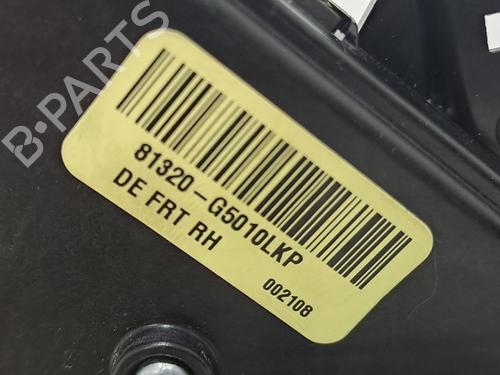 B-PARTS
81320-G5010LKP
DE FRT RH
002108